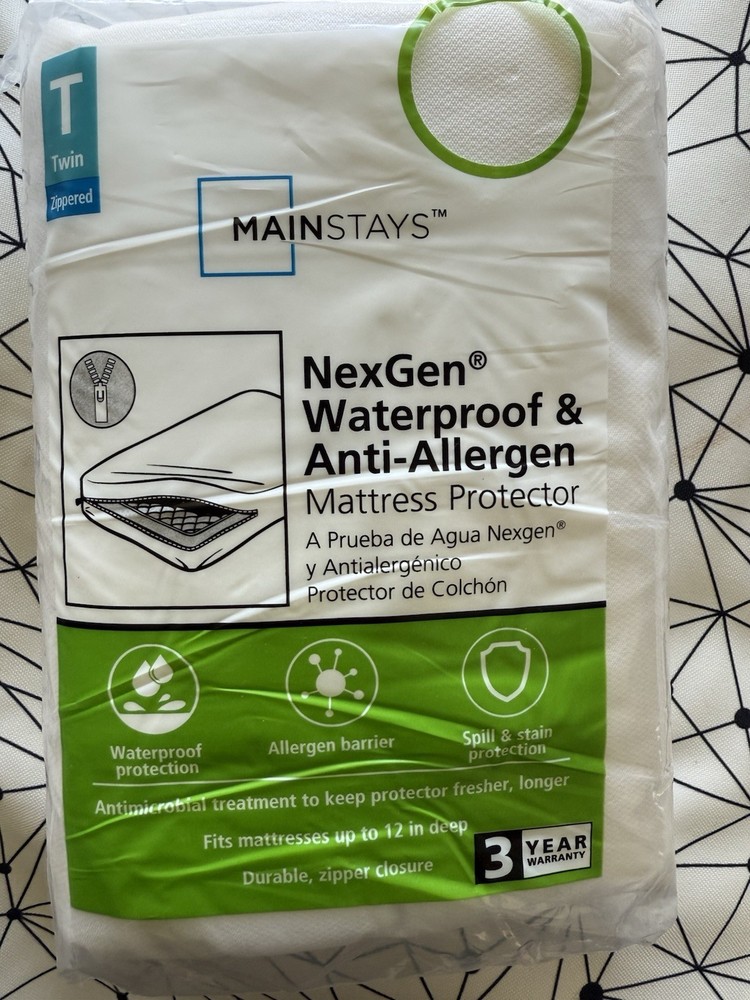 T
Twin
Zippered
MAINSTAYS™
NexGen®
Waterproof &
Anti-Allergen
Mattress Protector
A Prueba de Agua Nexgen®
y Antialergénico
Protector de Colchón
Waterproof
protection
Allergen barrier
Spill & stain
protection
Antimicrobial treatment to keep protector fresher, longer
Fits mattresses up to 12 in deep
Durable, zipper closure
3 YEAR
WARRANTY